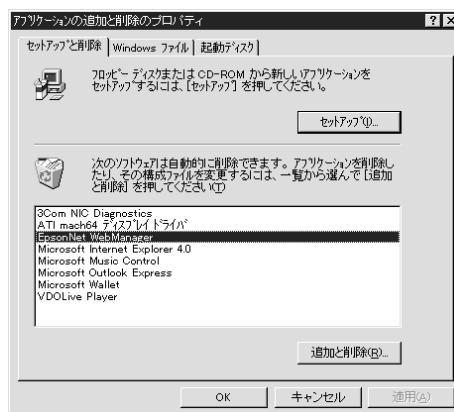 アプリケーションの追加と削除のプロパティ
セットアップと削除 Windows ファイル 起動ディスク
フロッピー ディスクまたは CD-ROM から新しいアプリケーションを
セットアップするには、[セットアップ] を押してください。
セットアップ(I)...
次のソフトウェアは自動的に削除できます。アプリケーションを削除し
たり、その構成ファイルを変更するには、一覧から選んで [追加
と削除] を押してください(T)
3Com NIC Diagnostics
ATI mach64 ディスプレイ ドライバ
EpsonNet WebManager
Microsoft Internet Explorer 4.0
Microsoft Music Control
Microsoft Outlook Express
Microsoft Wallet
VDOLive Player
追加と削除(R)...
OK キャンセル 適用(A)